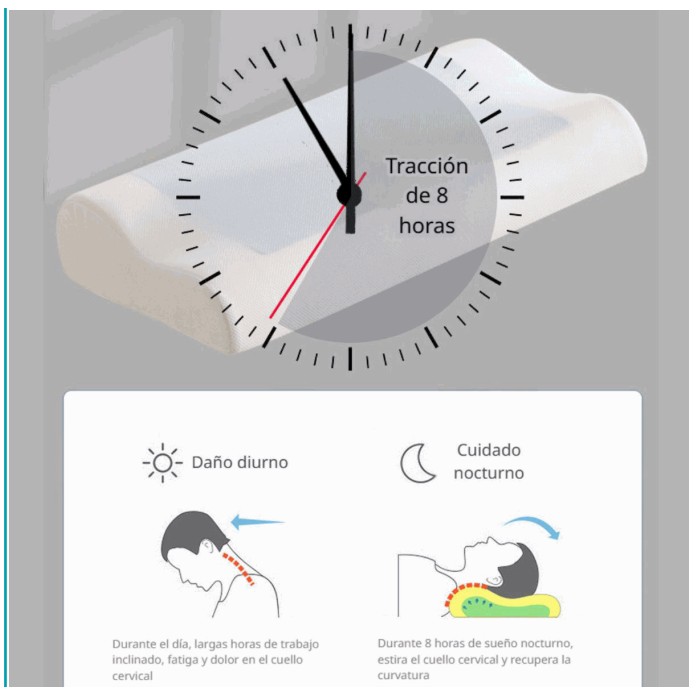 Tracción
de 8
horas
Daño diurno
Cuidado
nocturno
Durante el día, largas horas de trabajo
inclinado, fatiga y dolor en el cuello
cervical
Durante 8 horas de sueño nocturno,
estira el cuello cervical y recupera la
curvatura